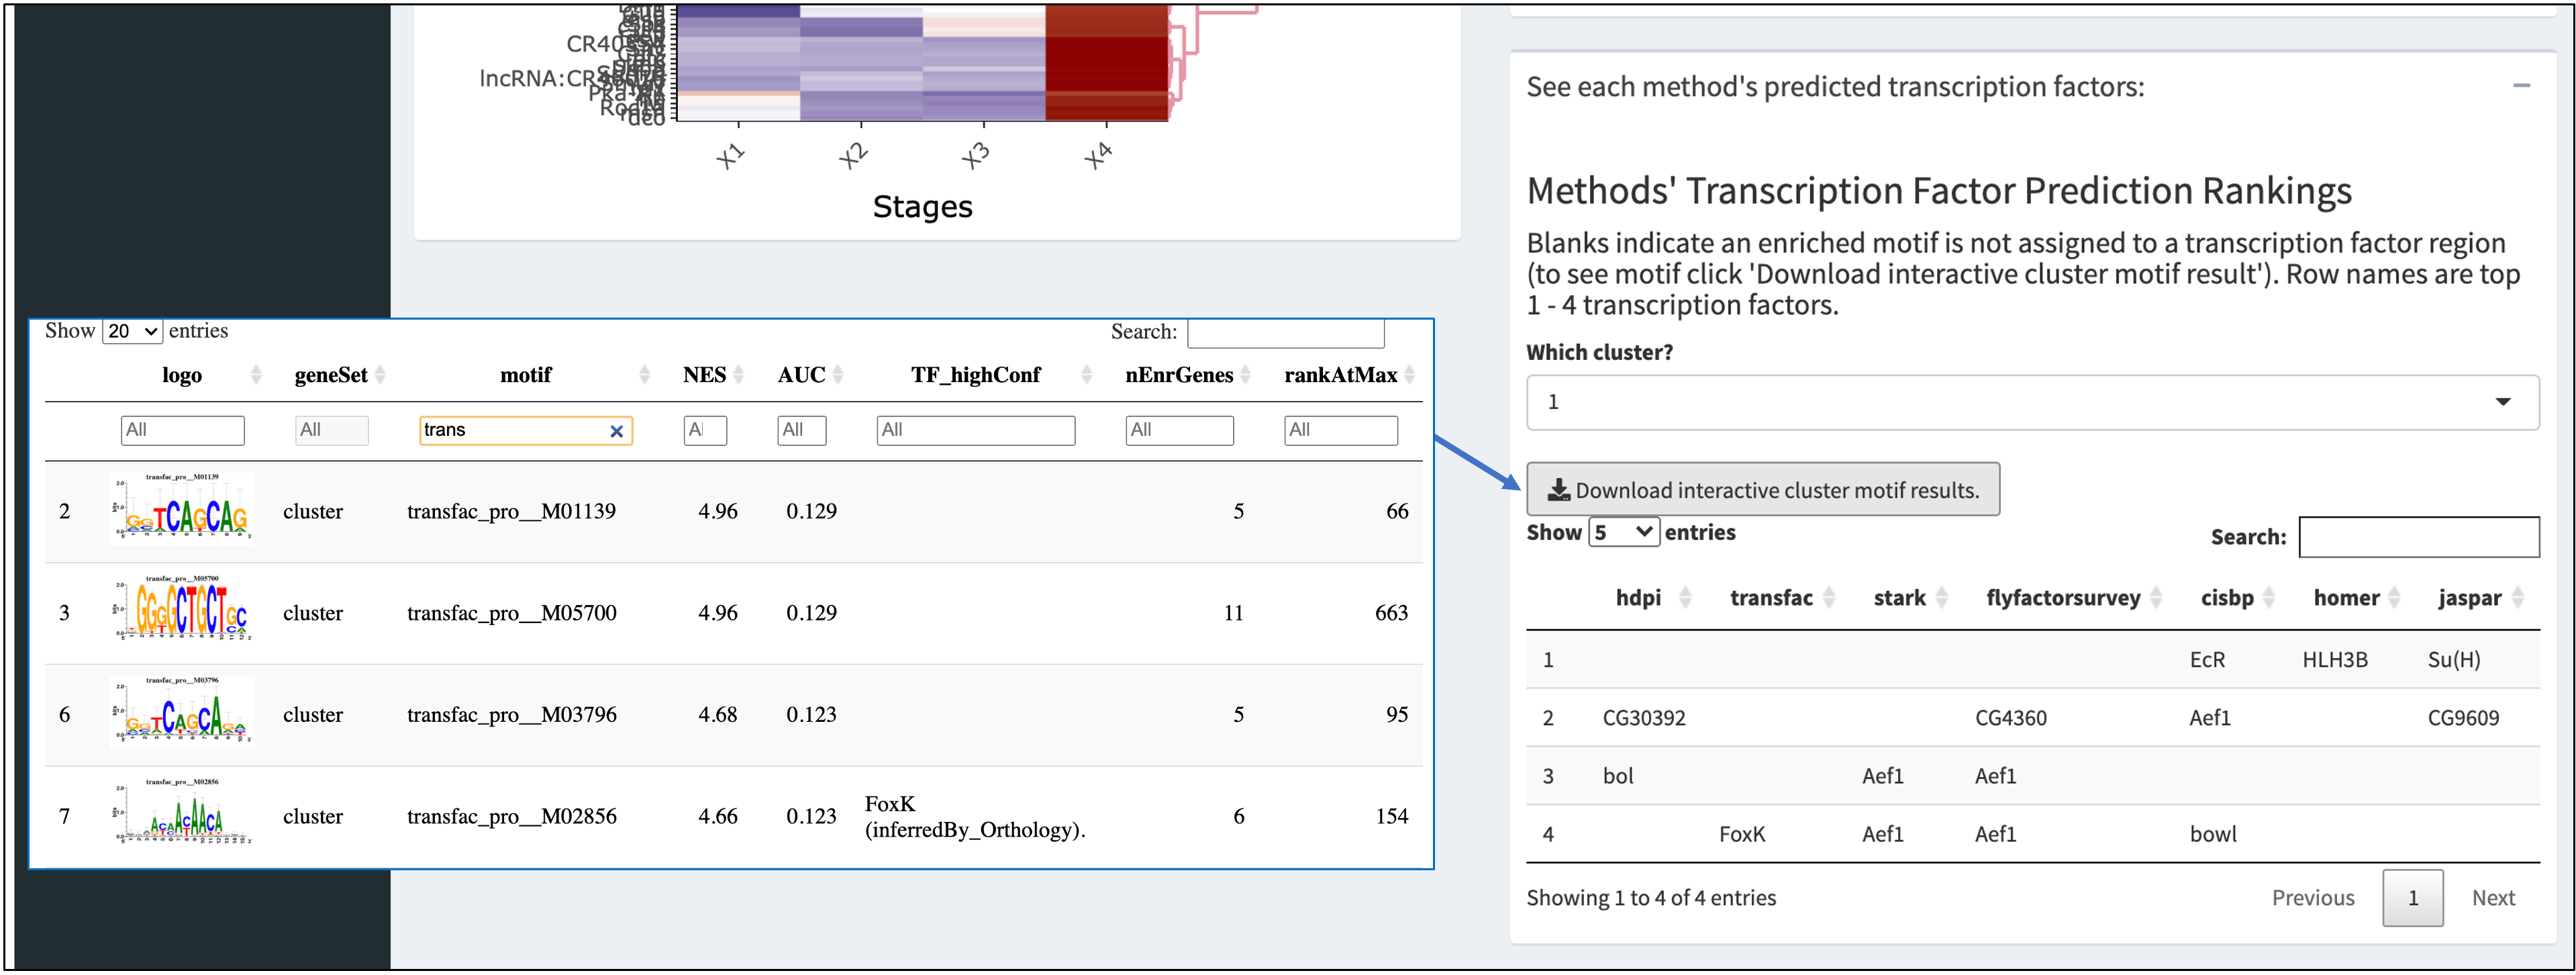 CR40
lncRNA:CR
X1 X2 X3 X4
Stages
Show 20 entries Search:
logo geneSet motif NES AUC TF_highConf nEnrGenes rankAtMax
All All trans × Al All All All All
2 transfac_pro__M01139 cluster transfac_pro__M01139 4.96 0.129 5 66
3 transfac_pro__M05700 cluster transfac_pro__M05700 4.96 0.129 11 663
6 transfac_pro__M03796 cluster transfac_pro__M03796 4.68 0.123 5 95
7 transfac_pro__M02856 cluster transfac_pro__M02856 4.66 0.123 FoxK
(inferredBy_Orthology). 6 154
See each method's predicted transcription factors:
Methods' Transcription Factor Prediction Rankings
Blanks indicate an enriched motif is not assigned to a transcription factor region
(to see motif click 'Download interactive cluster motif result'). Row names are top
1 - 4 transcription factors.
Which cluster?
1
Download interactive cluster motif results.
Show 5 entries Search:
hdpi transfac stark flyfactorsurvey cisbp homer jaspar
1 EcR HLH3B Su(H)
2 CG30392 CG4360 Aef1 CG9609
3 bol Aef1 Aef1
4 FoxK Aef1 Aef1 bowl
Showing 1 to 4 of 4 entries Previous 1 Next